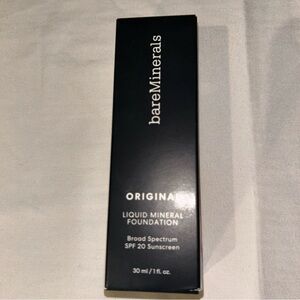 bareMinerals
ORIGINAL
LIQUID MINERAL
FOUNDATION
Broad Spectrum
SPF 20 Sunscreen
30 ml / 1 fl. oz.